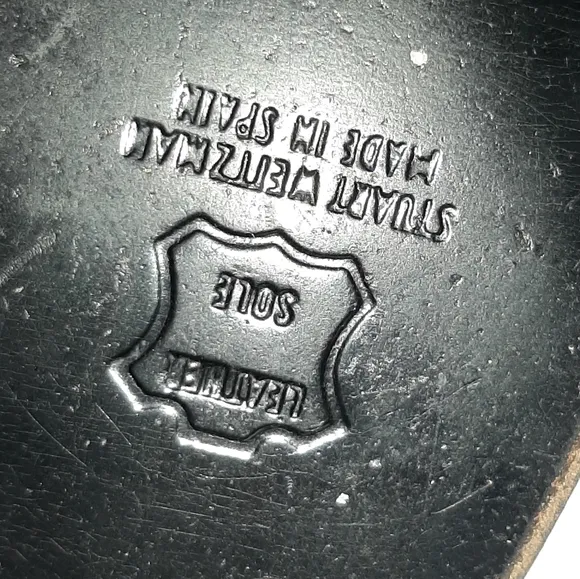 LEATHER
SOLE
STUART WEITZMAN
MADE IN SPAIN